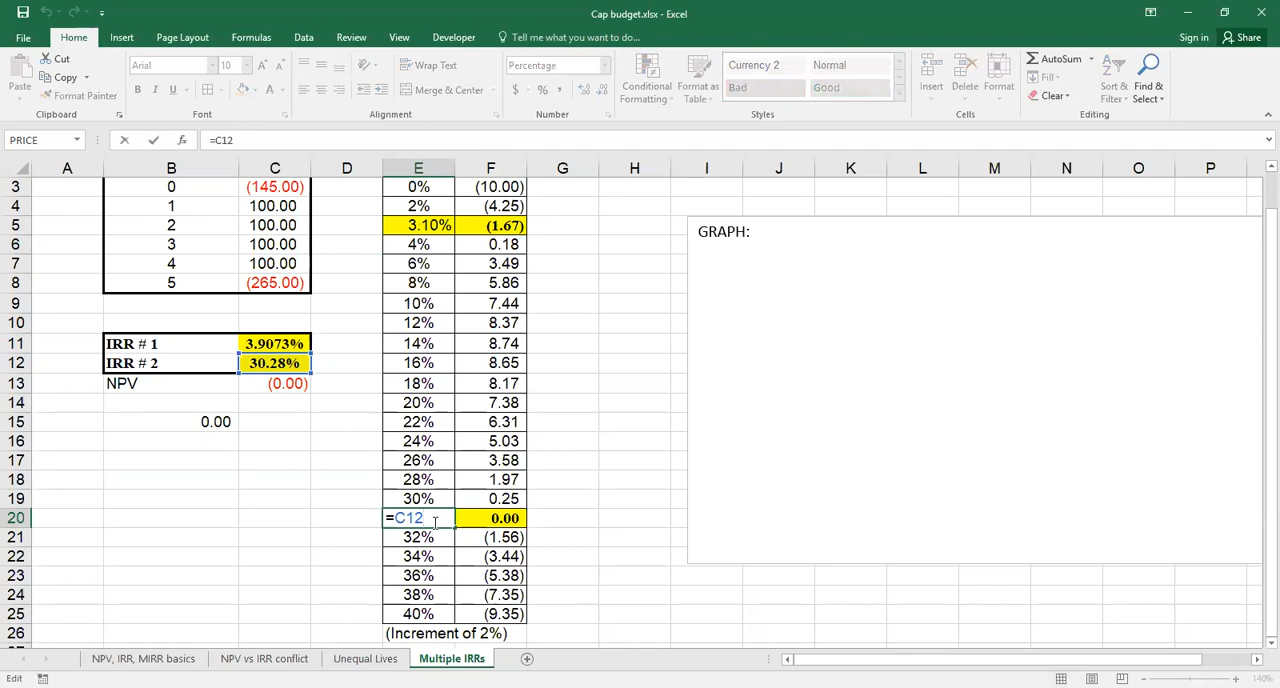 Cap budget.xlsx - Excel
File Home Insert Page Layout Formulas Data Review View Developer Tell me what you want to do... Sign in Share
Paste Cut Copy Format Painter Clipboard
Arial 10 B I U Font
Wrap Text Merge & Center Alignment
Percentage $ % Number
Conditional Formatting Format as Table Currency 2 Normal Bad Good Styles
Insert Delete Format Cells
AutoSum Fill Clear Sort & Filter Find & Select Editing
PRICE fx =C12
A B C D E F G H I J K L M N O P
3 0 (145.00) 0% (10.00)
4 1 100.00 2% (4.25)
5 2 100.00 3.10% (1.67) GRAPH:
6 3 100.00 4% 0.18
7 4 100.00 6% 3.49
8 5 (265.00) 8% 5.86
9 10% 7.44
10 12% 8.37
11 IRR # 1 3.9073% 14% 8.74
12 IRR # 2 30.28% 16% 8.65
13 NPV (0.00) 18% 8.17
14 20% 7.38
15 0.00 22% 6.31
16 24% 5.03
17 26% 3.58
18 28% 1.97
19 30% 0.25
20 =C12 0.00
21 32% (1.56)
22 34% (3.44)
23 36% (5.38)
24 38% (7.35)
25 40% (9.35)
26 (Increment of 2%)
NPV, IRR, MIRR basics NPV vs IRR conflict Unequal Lives Multiple IRRs
Edit 140%